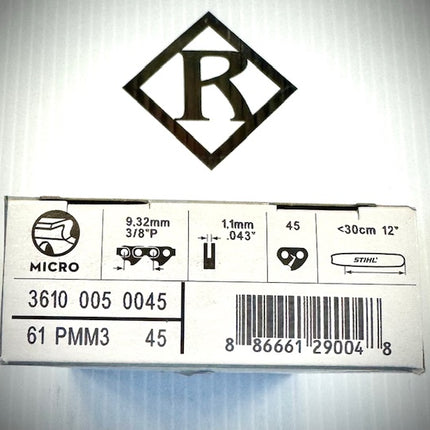 R
9,32mm
3/8"P
1,1mm
.043"
45
<30cm 12"
MICRO
STIHL
3610 005 0045
61 PMM3 45
8 86661 29004 8